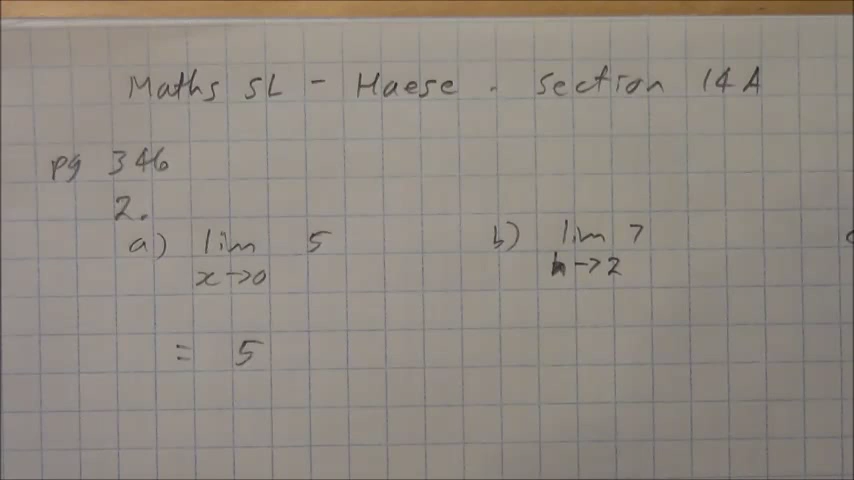 Maths SL - Haese. Section 14A
pg 346
2.
a) lim 5
x→0
= 5
b) lim 7
h→2